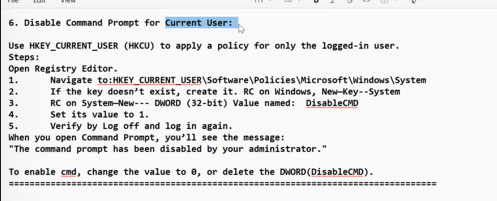 File Edit View
6. Disable Command Prompt for Current User:
Use HKEY_CURRENT_USER (HKCU) to apply a policy for only the logged-in user.
Steps:
Open Registry Editor.
1. Navigate to:HKEY_CURRENT_USER\Software\Policies\Microsoft\Windows\System
2. If the key doesn't exist, create it. RC on Windows, New—Key--System
3. RC on System—New--- DWORD (32-bit) Value named: DisableCMD
4. Set its value to 1.
5. Verify by Log off and log in again.
When you open Command Prompt, you'll see the message:
"The command prompt has been disabled by your administrator."
To enable cmd, change the value to 0, or delete the DWORD(DisableCMD).
==================================================================================